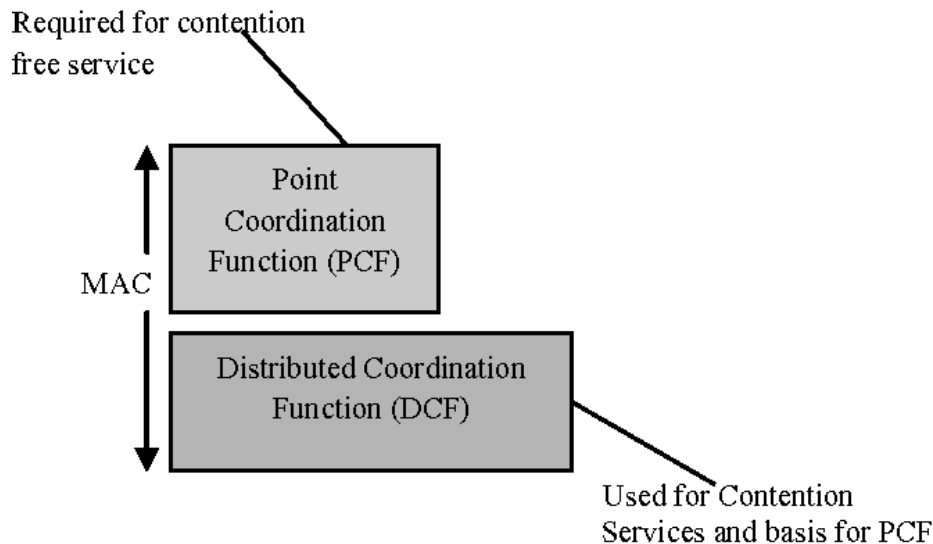 Required for contention
free service
Point
Coordination
Function (PCF)
MAC
Distributed Coordination
Function (DCF)
Used for Contention
Services and basis for PCF